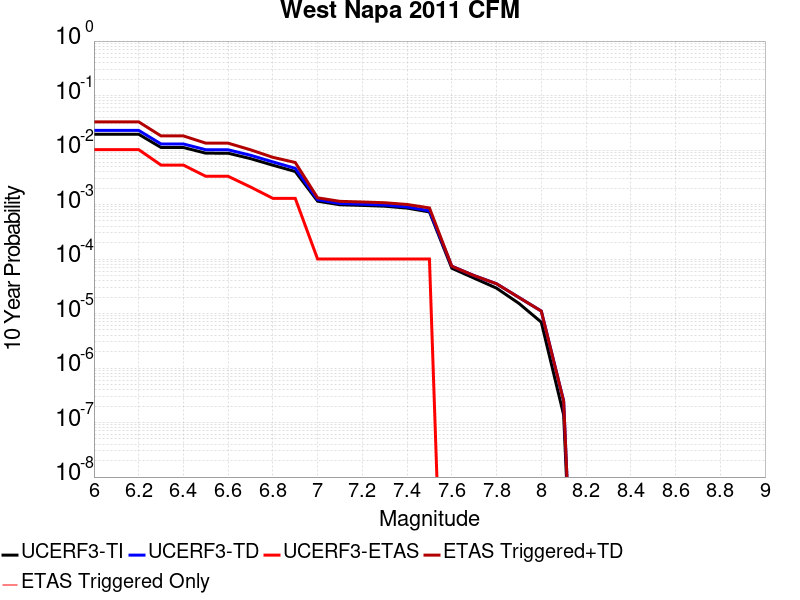 West Napa 2011 CFM
10^0
10^-1
10^-2
10^-3
10^-4
10^-5
10^-6
10^-7
10^-8
10 Year Probability
6 6.2 6.4 6.6 6.8 7 7.2 7.4 7.6 7.8 8 8.2 8.4 8.6 8.8 9
Magnitude
UCERF3-TI UCERF3-TD UCERF3-ETAS ETAS Triggered+TD
ETAS Triggered Only